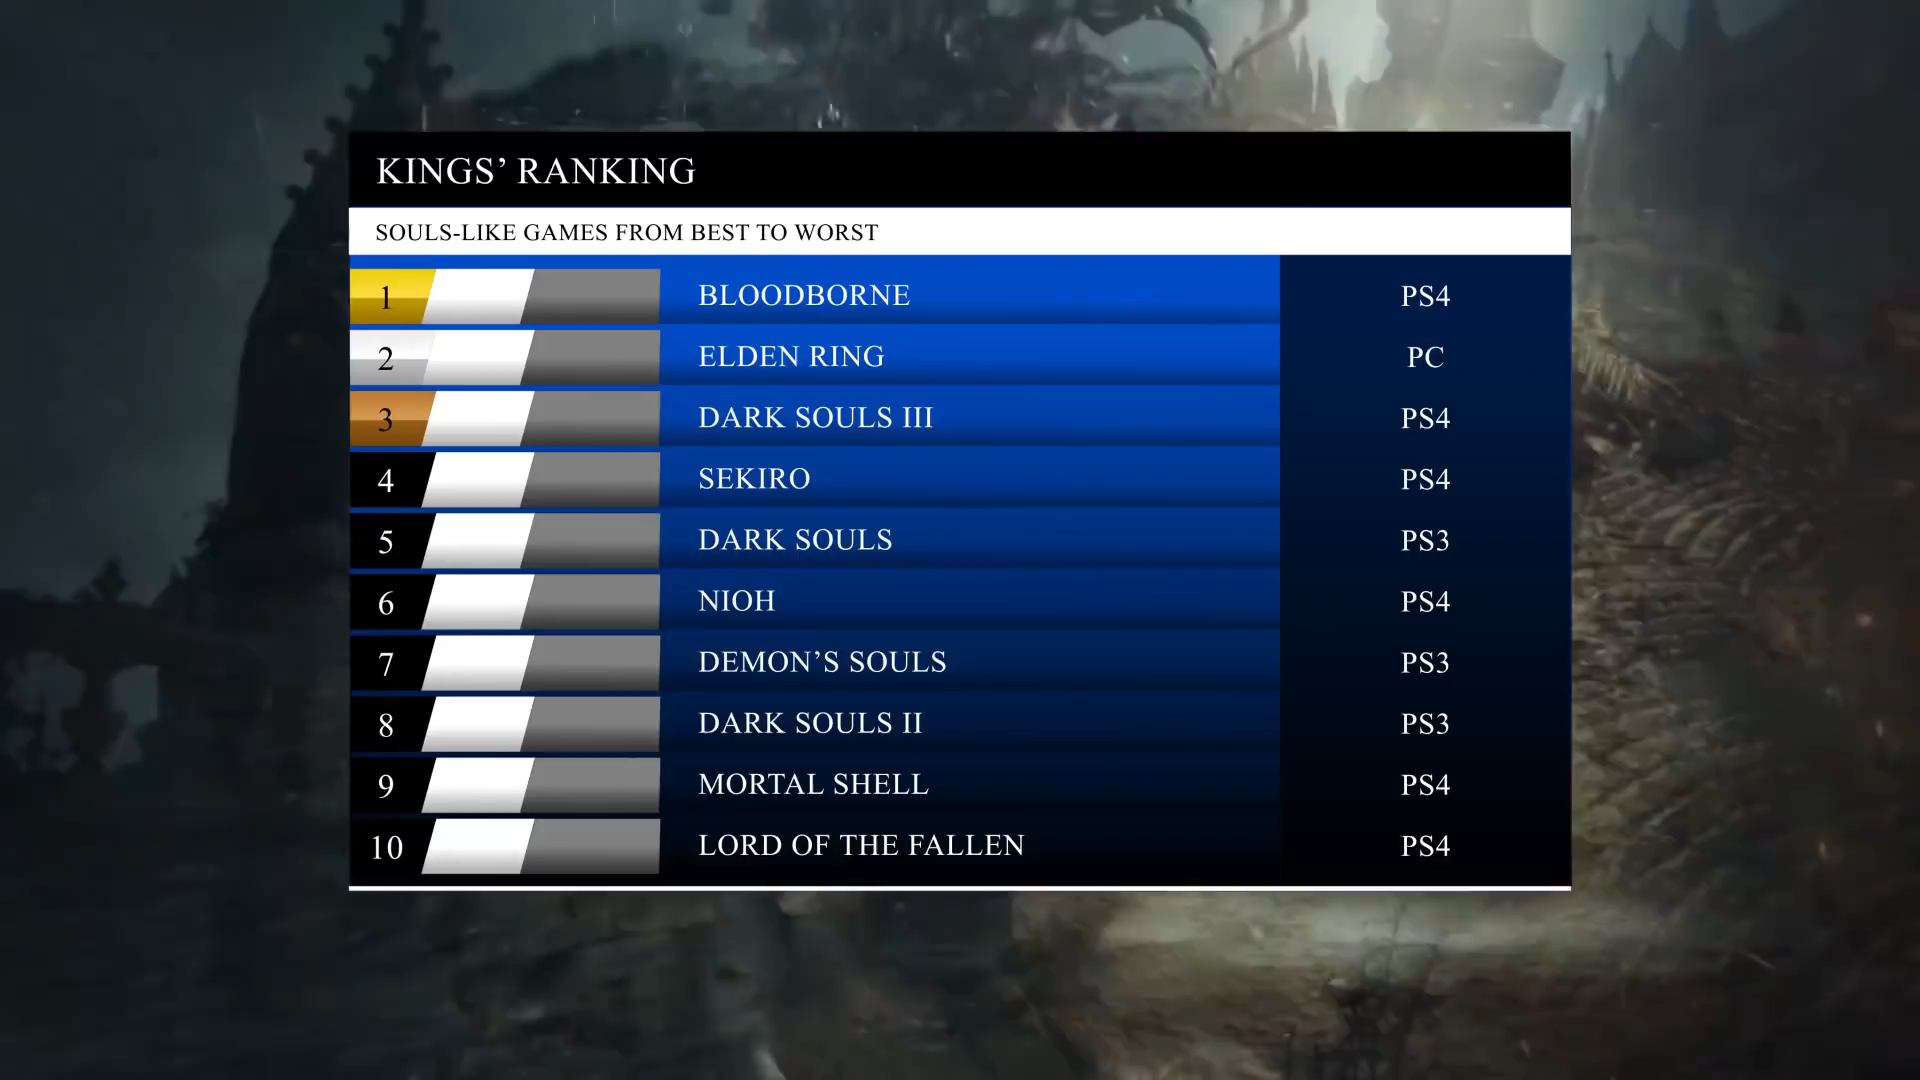 KINGS’ RANKING
SOULS-LIKE GAMES FROM BEST TO WORST
1 BLOODBORNE PS4
2 ELDEN RING PC
3 DARK SOULS III PS4
4 SEKIRO PS4
5 DARK SOULS PS3
6 NIOH PS4
7 DEMON’S SOULS PS3
8 DARK SOULS II PS3
9 MORTAL SHELL PS4
10 LORD OF THE FALLEN PS4